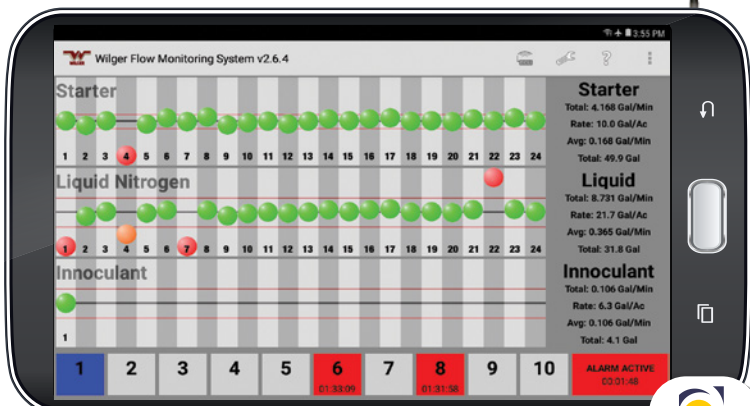 3:55 PM
WILGER
Wilger Flow Monitoring System v2.6.4
?
Starter
1 2 3 4 5 6 7 8 9 10 11 12 13 14 15 16 17 18 19 20 21 22 23 24
Starter
Total: 4.168 Gal/Min
Rate: 10.0 Gal/Ac
Avg: 0.168 Gal/Min
Total: 49.9 Gal
Liquid Nitrogen
1 2 3 4 5 6 7 8 9 10 11 12 13 14 15 16 17 18 19 20 21 22 23 24
Liquid
Total: 8.731 Gal/Min
Rate: 21.7 Gal/Ac
Avg: 0.365 Gal/Min
Total: 31.8 Gal
Innoculant
1
Innoculant
Total: 0.106 Gal/Min
Rate: 6.3 Gal/Ac
Avg: 0.106 Gal/Min
Total: 4.1 Gal
1 2 3 4 5 6 7 8 9 10
01:33:09 01:31:58
ALARM ACTIVE
00:01:48